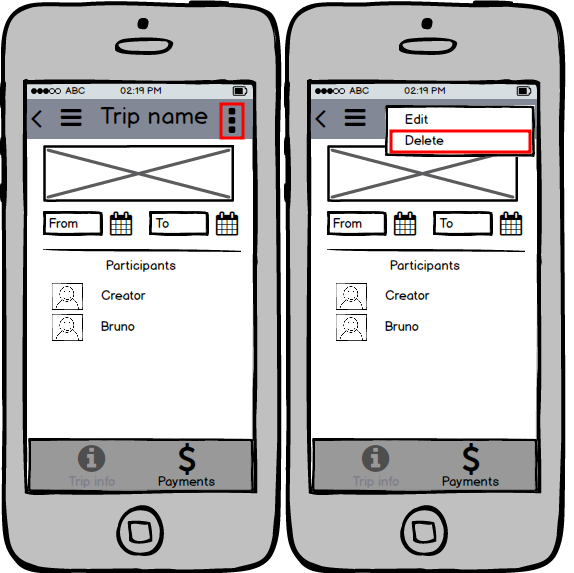 ABC 02:19 PM
Trip name
From To
Participants
Creator
Bruno
Trip info Payments
ABC 02:19 PM
Edit
Delete
From To
Participants
Creator
Bruno
Trip info Payments